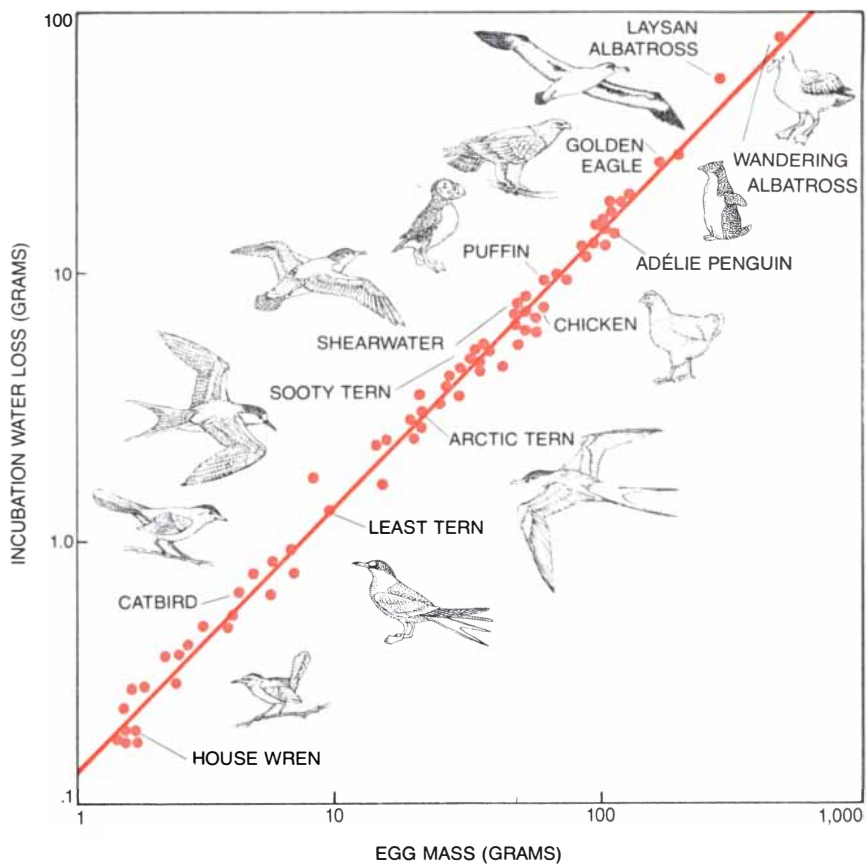 100
LAYSAN
ALBATROSS
GOLDEN
EAGLE
WANDERING
ALBATROSS
PUFFIN
ADÉLIE PENGUIN
10
SHEARWATER
CHICKEN
SOOTY TERN
ARCTIC TERN
LEAST TERN
1.0
CATBIRD
HOUSE WREN
.1
1
10
100
1,000
INCUBATION WATER LOSS (GRAMS)
EGG MASS (GRAMS)